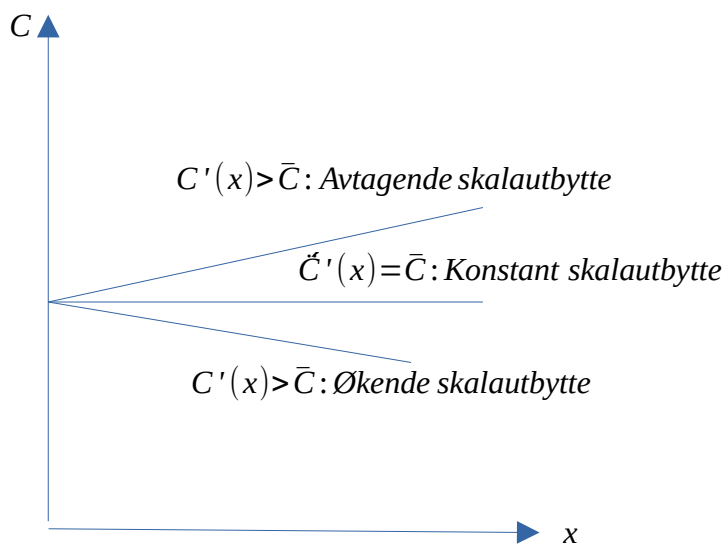 C
C'(x)>C̄: Avtagende skalautbytte
C̈'(x)=C̄: Konstant skalautbytte
C'(x)>C̄: Økende skalautbytte
x